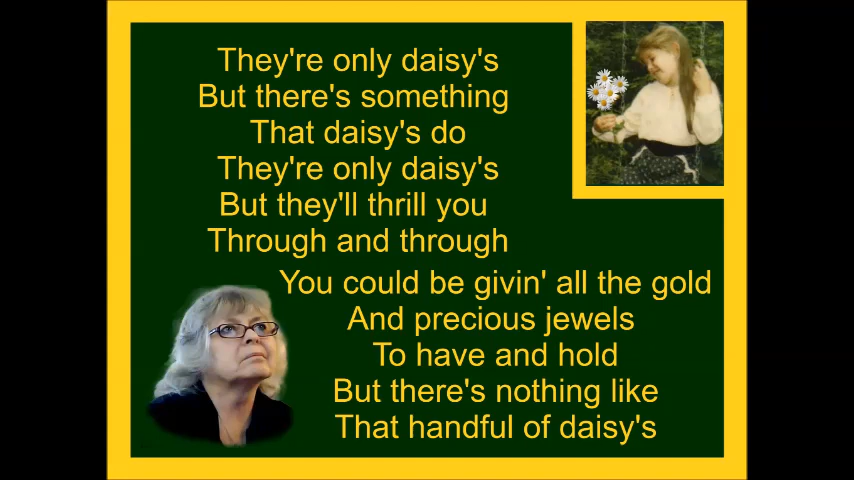 They're only daisy's
But there's something
That daisy's do
They're only daisy's
But they'll thrill you
Through and through
You could be givin' all the gold
And precious jewels
To have and hold
But there's nothing like
That handful of daisy's